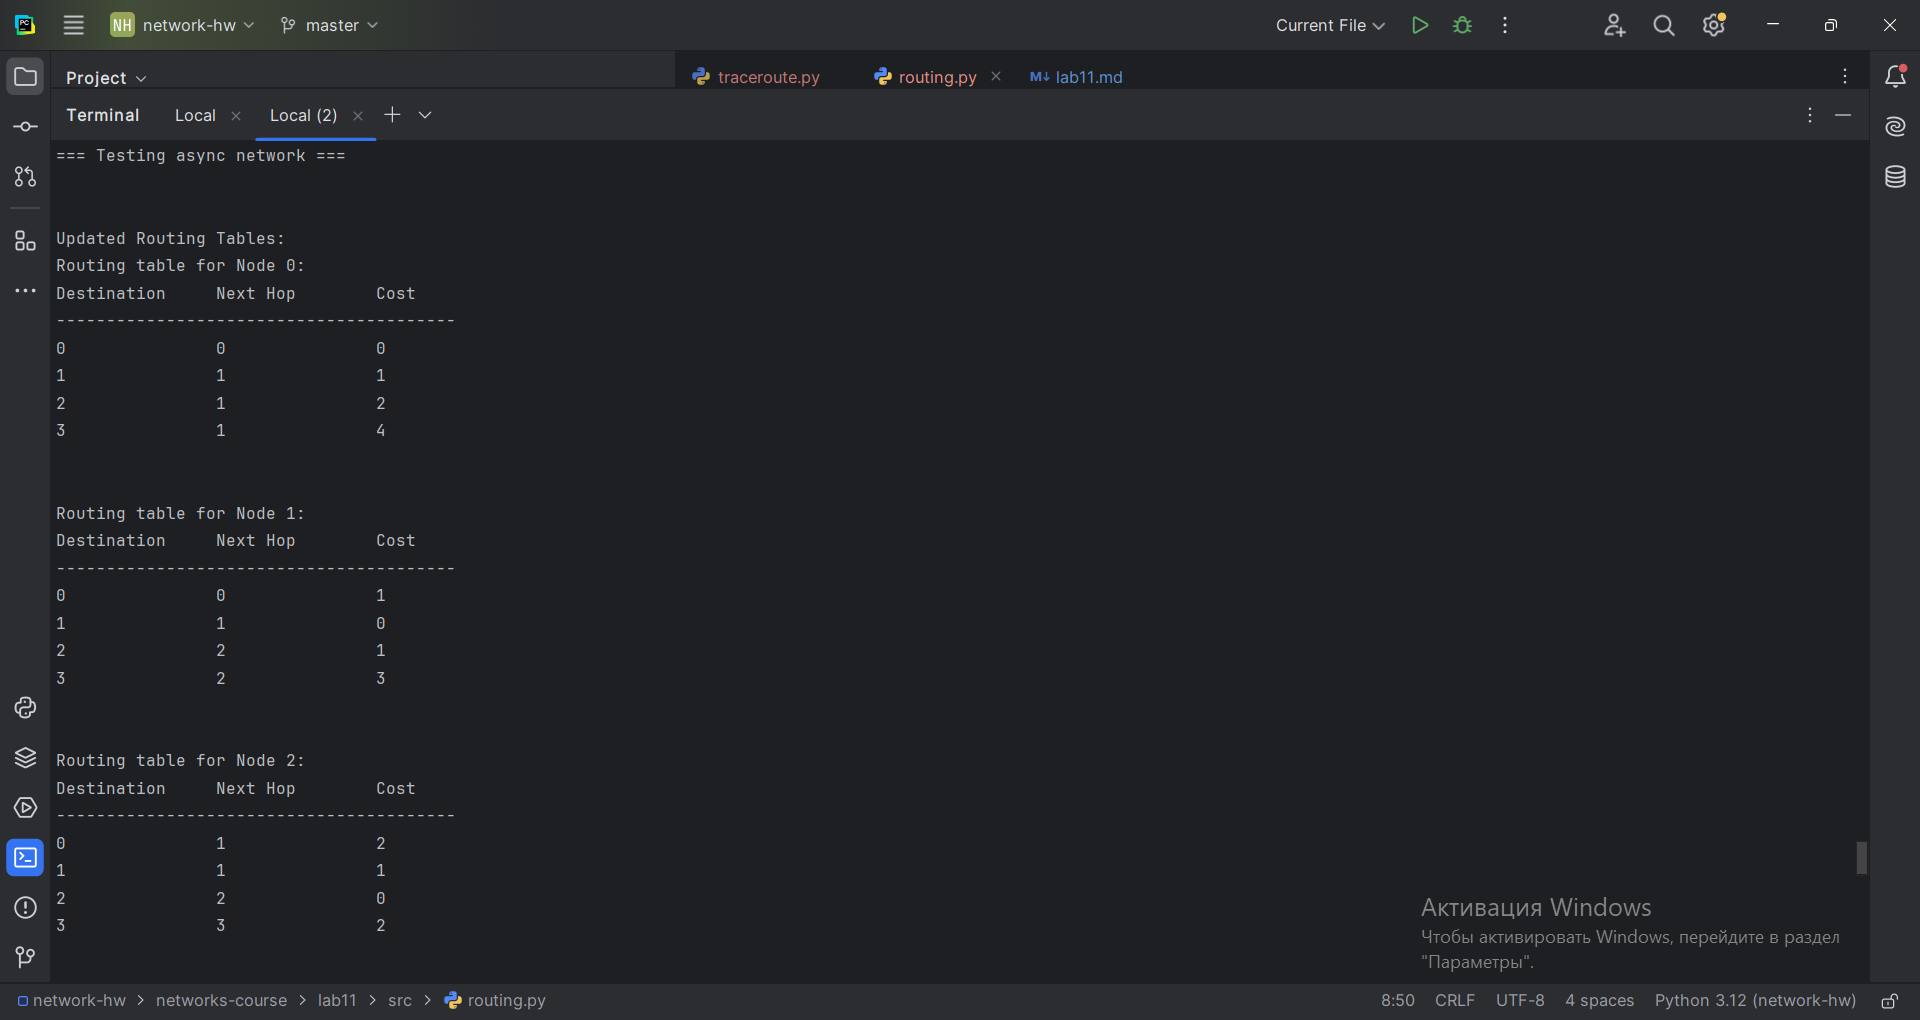 NH network-hw master Current File
Project traceroute.py routing.py M↓ lab11.md
Terminal Local Local (2)
=== Testing async network ===
Updated Routing Tables:
Routing table for Node 0:
Destination Next Hop Cost
----------------------------------------
0 0 0
1 1 1
2 1 2
3 1 4
Routing table for Node 1:
Destination Next Hop Cost
----------------------------------------
0 0 1
1 1 0
2 2 1
3 2 3
Routing table for Node 2:
Destination Next Hop Cost
----------------------------------------
0 1 2
1 1 1
2 2 0
3 3 2
Активация Windows
Чтобы активировать Windows, перейдите в раздел
"Параметры".
network-hw > networks-course > lab11 > src > routing.py 8:50 CRLF UTF-8 4 spaces Python 3.12 (network-hw)